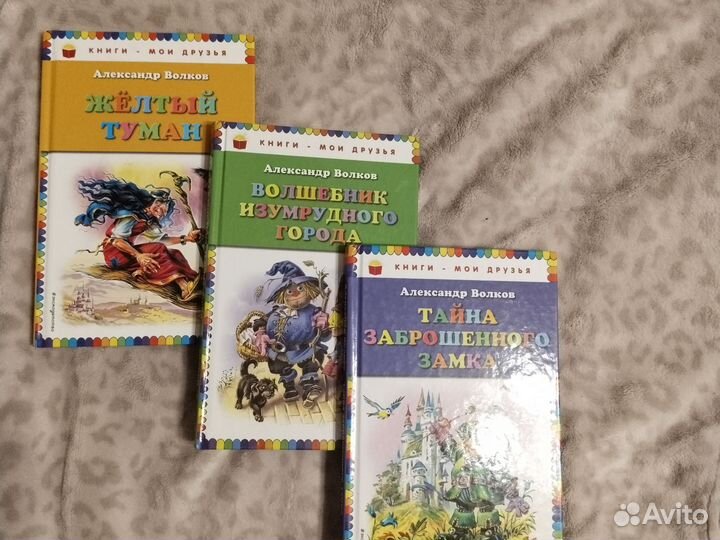 КНИГИ - МОИ ДРУЗЬЯ
Александр Волков
ЖЁЛТЫЙ
ТУМАН
КНИГИ - МОИ ДРУЗЬЯ
Александр Волков
ВОЛШЕБНИК
ИЗУМРУДНОГО
ГОРОДА
КНИГИ - МОИ ДРУЗЬЯ
Александр Волков
ТАЙНА
ЗАБРОШЕННОГО
ЗАМКА
Avito